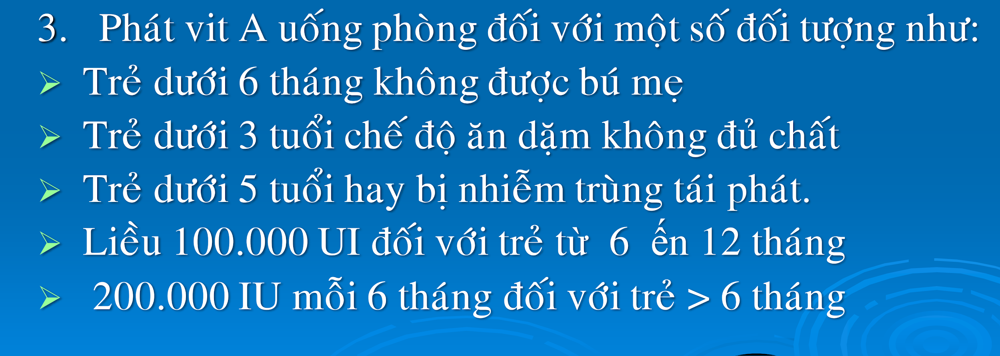 3. Phát vit A uống phòng đối với một số đối tượng như:
Trẻ dưới 6 tháng không được bú mẹ
Trẻ dưới 3 tuổi chế độ ăn dặm không đủ chất
Trẻ dưới 5 tuổi hay bị nhiễm trùng tái phát.
Liều 100.000 UI đối với trẻ từ 6 ến 12 tháng
200.000 IU mỗi 6 tháng đối với trẻ > 6 tháng